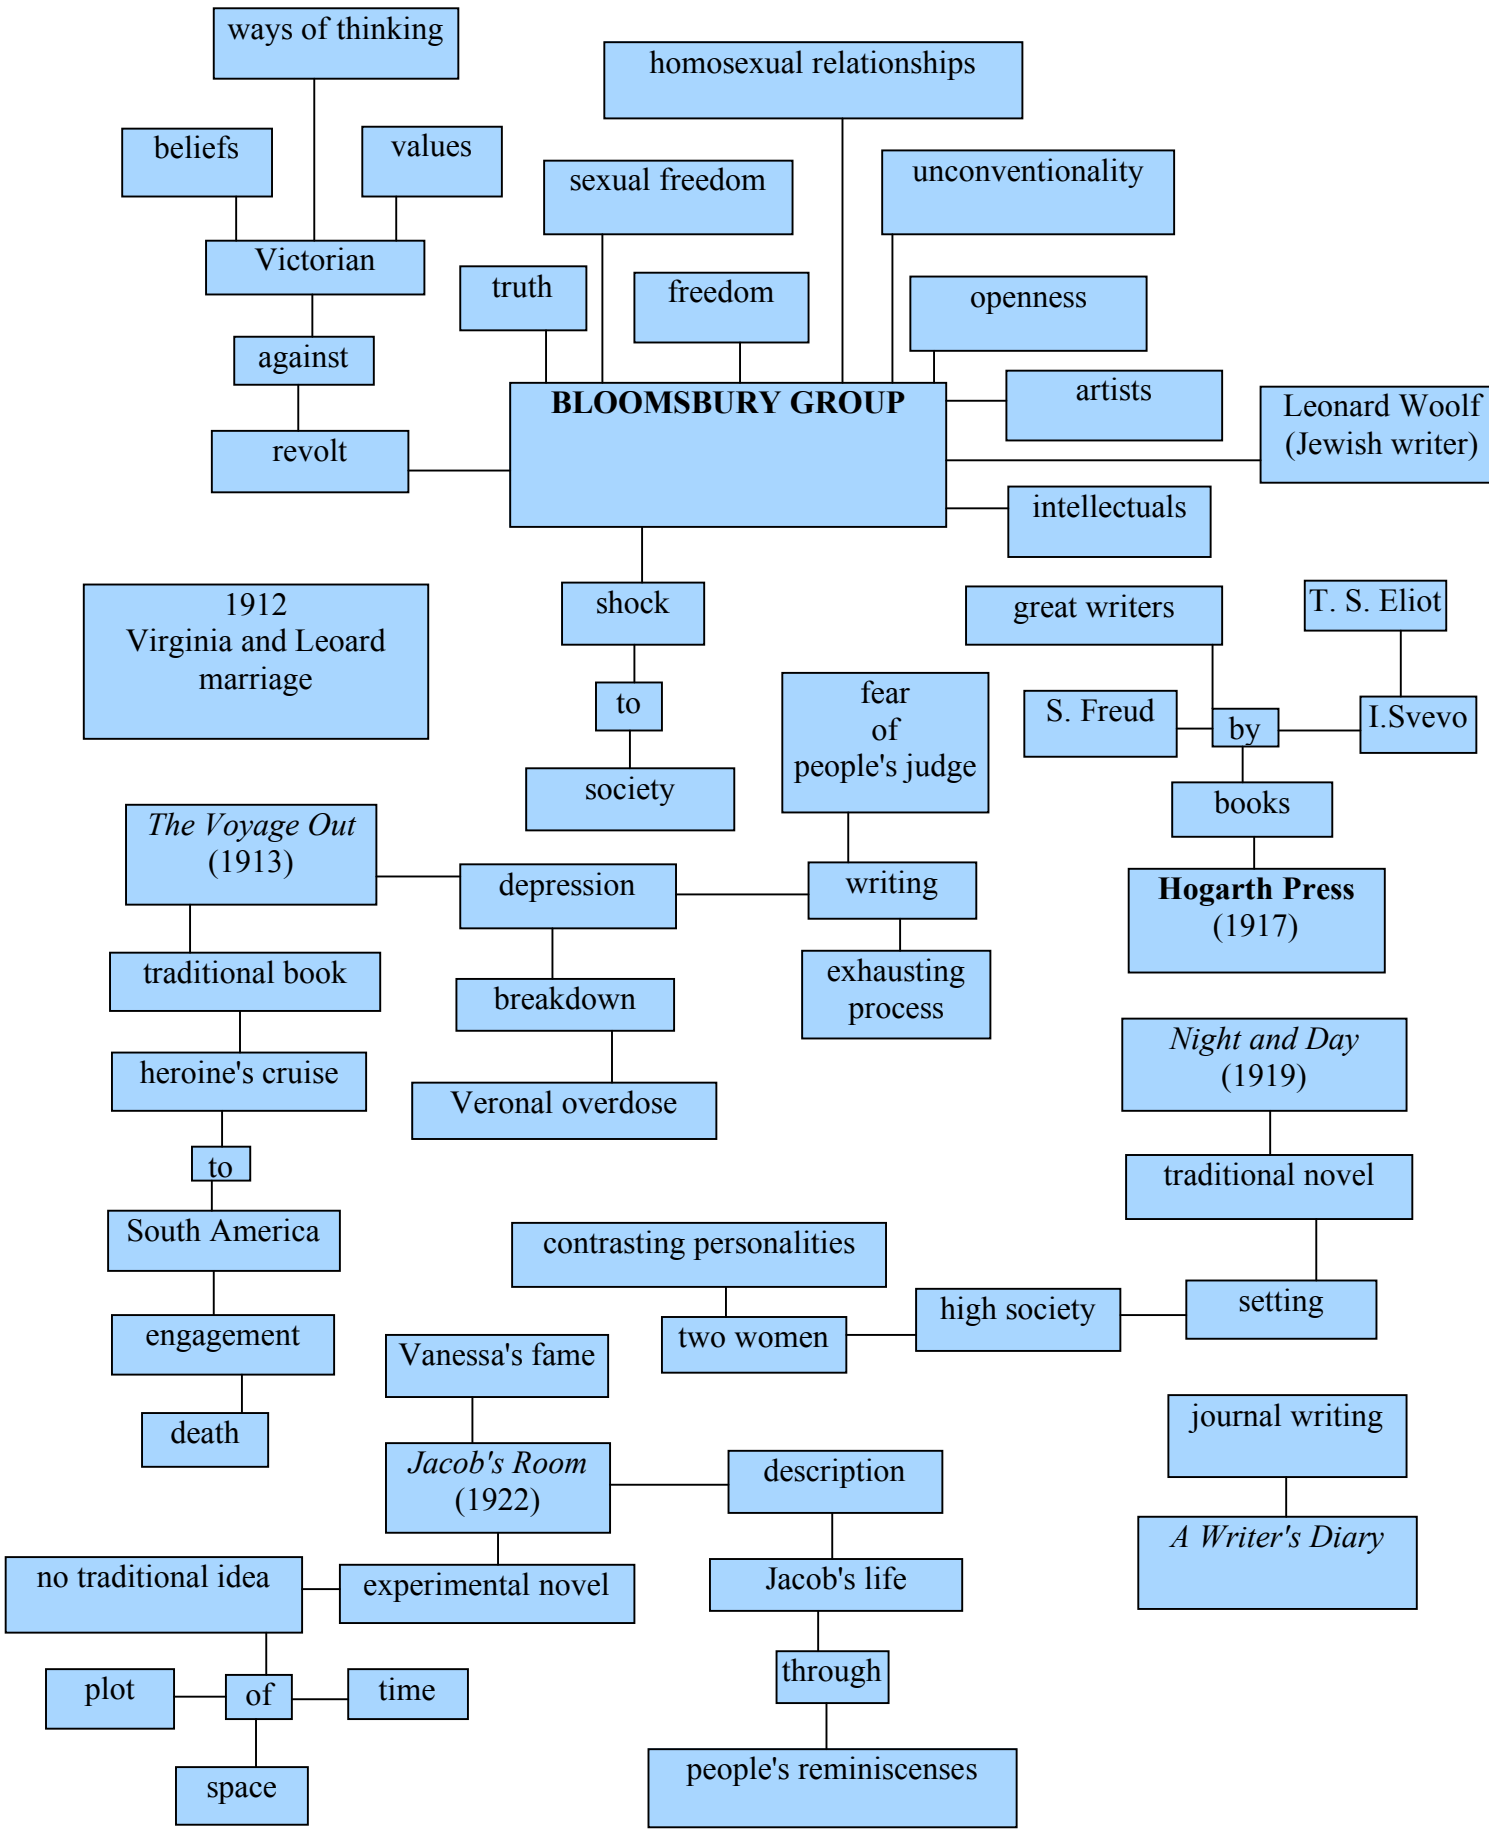 ways of thinking
homosexual relationships
beliefs
values
sexual freedom
unconventionality
Victorian
truth
freedom
openness
against
BLOOMSBURY GROUP
artists
Leonard Woolf
(Jewish writer)
revolt
intellectuals
1912
Virginia and Leoard
marriage
shock
great writers
T. S. Eliot
to
fear
of
people's judge
S. Freud
by
I.Svevo
society
books
The Voyage Out
(1913)
depression
writing
Hogarth Press
(1917)
traditional book
breakdown
exhausting
process
heroine's cruise
Veronal overdose
Night and Day
(1919)
to
traditional novel
South America
contrasting personalities
engagement
two women
high society
setting
Vanessa's fame
death
journal writing
Jacob's Room
(1922)
description
A Writer's Diary
no traditional idea
experimental novel
Jacob's life
plot
of
time
through
space
people's reminiscenses